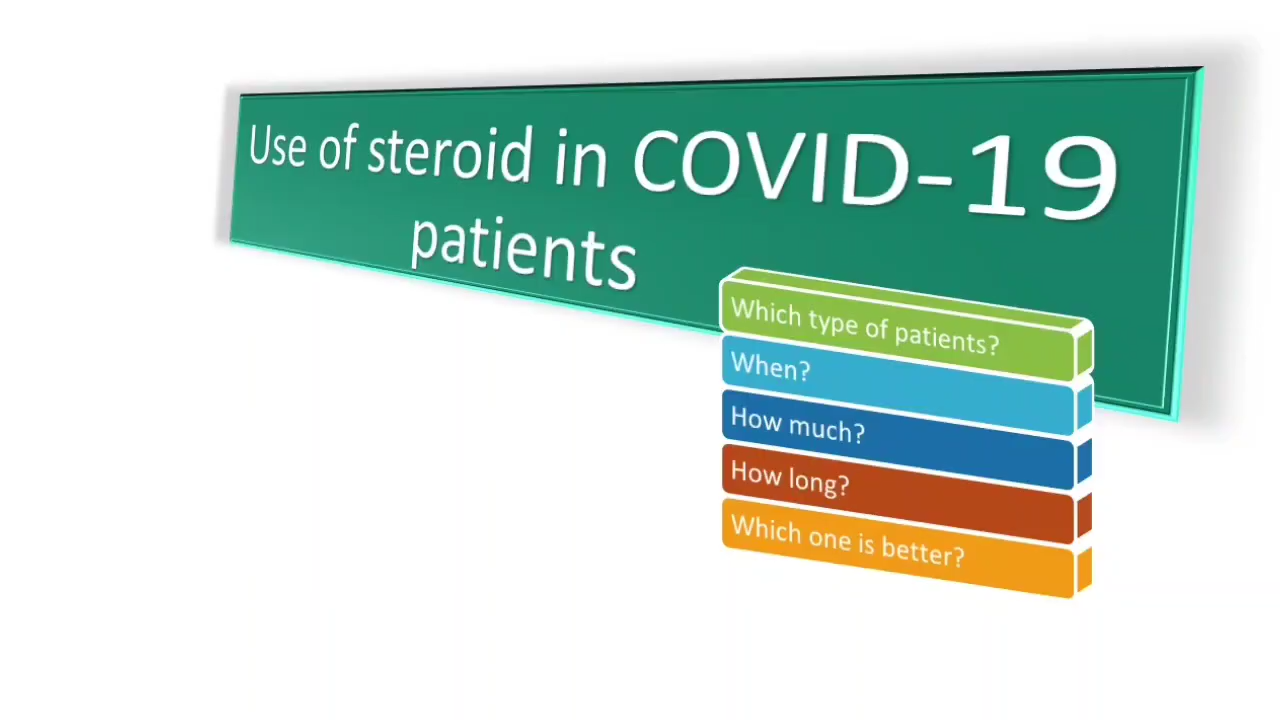 Use of steroid in COVID-19
patients
Which type of patients?
When?
How much?
How long?
Which one is better?